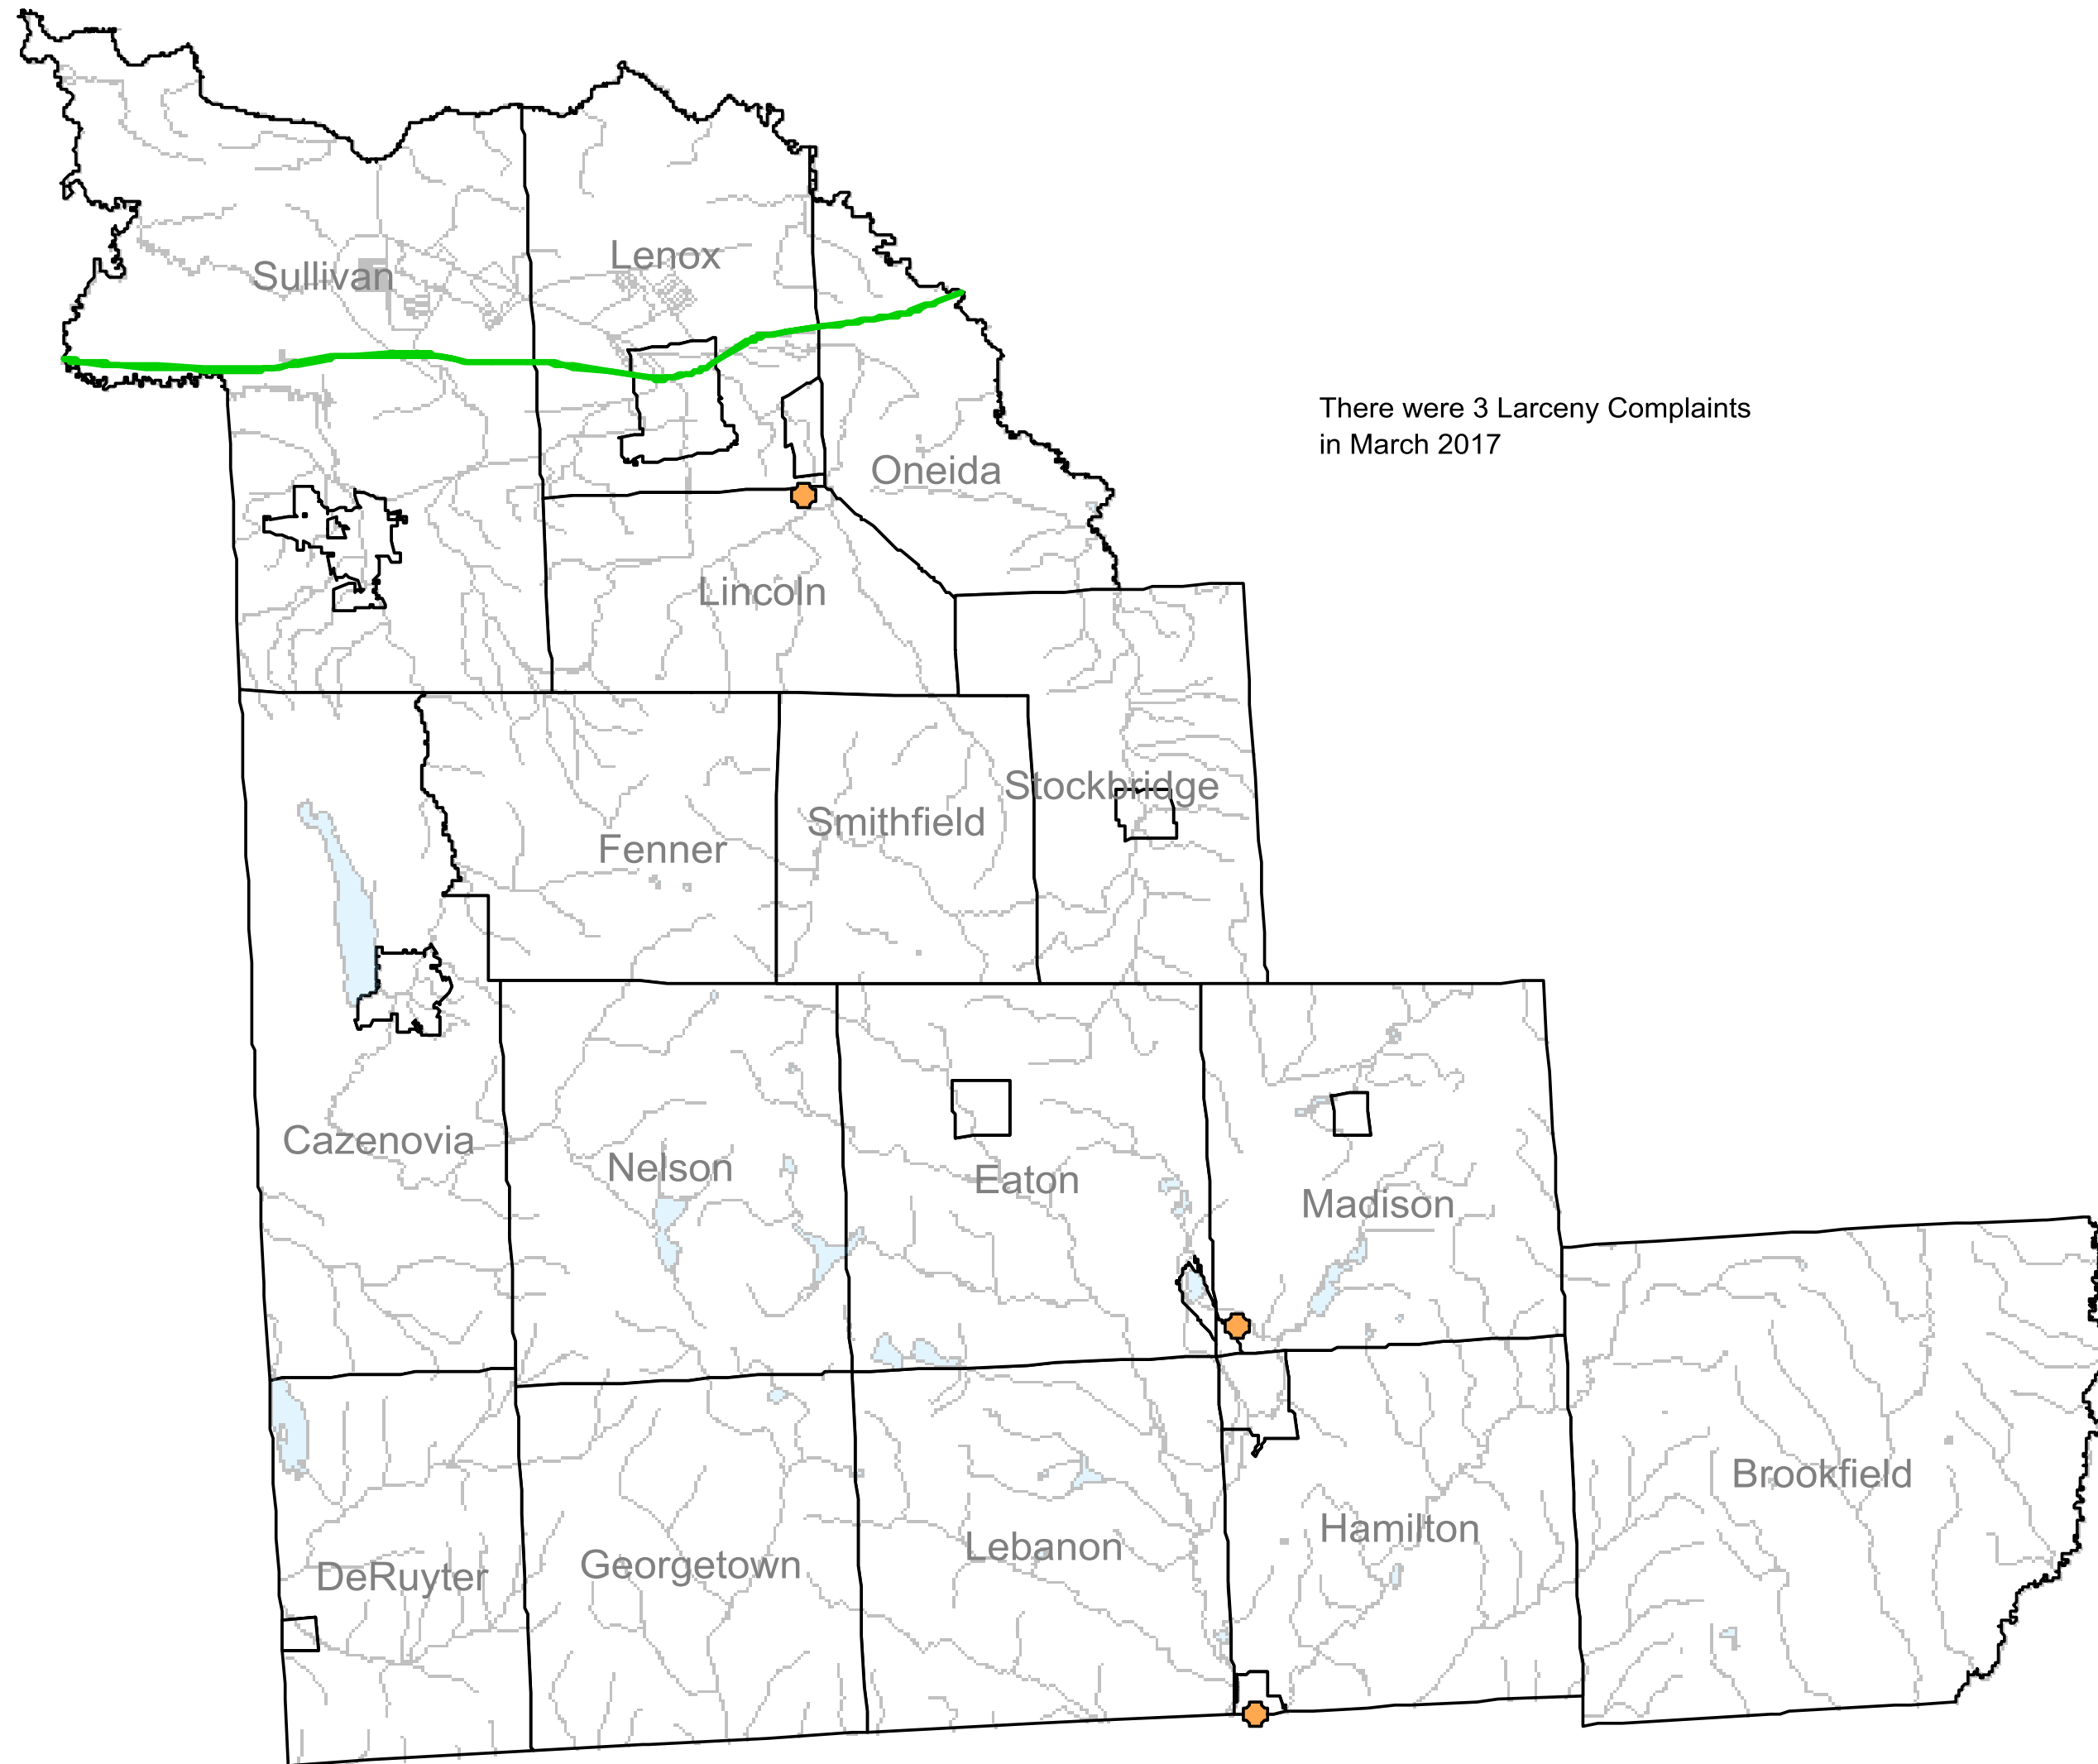 Lenox
Sullivan
There were 3 Larceny Complaints
in March 2017
Oneida
Lincoln
Stockbridge
Smithfield
Fenner
Cazenovia
Nelson
Eaton
Madison
Brookfield
Hamilton
Lebanon
Georgetown
DeRuyter